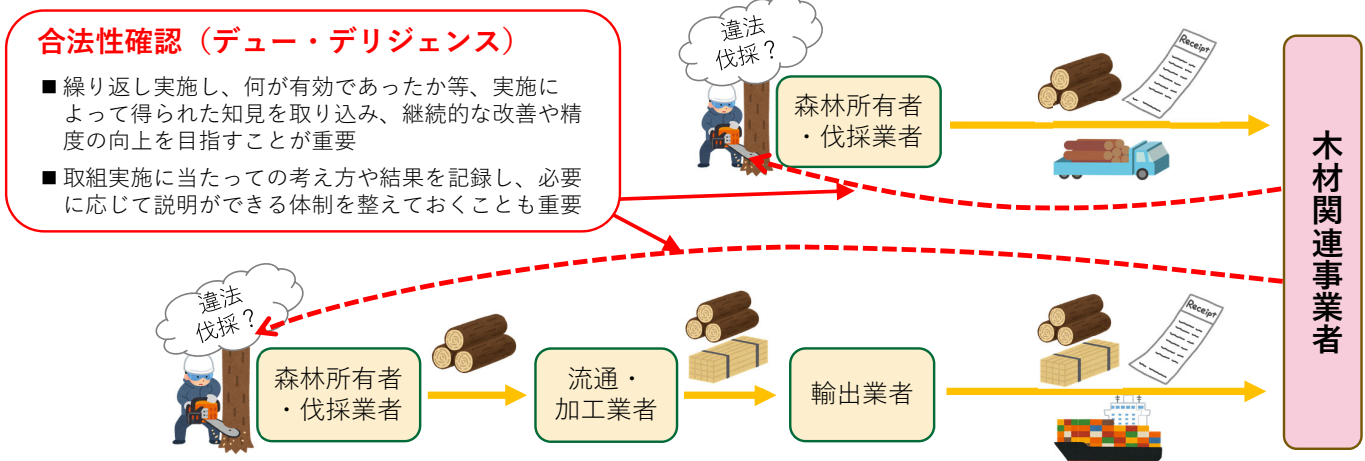 合法性確認（デュー・デリジェンス）
■ 繰り返し実施し、何が有効であったか等、実施に
よって得られた知見を取り込み、継続的な改善や精
度の向上を目指すことが重要
■ 取組実施に当たっての考え方や結果を記録し、必要
に応じて説明ができる体制を整えておくことも重要
違法
伐採？
森林所有者
・伐採業者
Receipt
木材関連事業者
違法
伐採？
森林所有者
・伐採業者
流通・
加工業者
輸出業者
Receipt